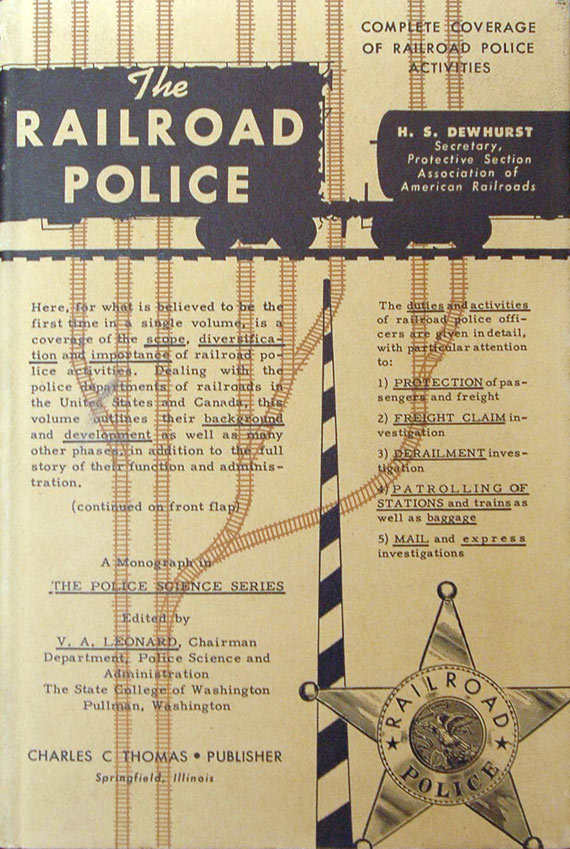 COMPLETE COVERAGE
OF RAILROAD POLICE
ACTIVITIES
The
RAILROAD
POLICE
H. S. DEWHURST
Secretary,
Protective Section
Association of
American Railroads
Here, for what is believed to be the
first time in a single volume, is a
coverage of the scope, diversifica-
tion and importance of railroad po-
lice activities. Dealing with the
police departments of railroads in
the United States and Canada, this
volume outlines their background
and development as well as many
other phases, in addition to the full
story of their function and adminis-
tration.
(continued on front flap)
A Monograph in
THE POLICE SCIENCE SERIES
Edited by
V. A. LEONARD, Chairman
Department, Police Science and
Administration
The State College of Washington
Pullman, Washington
CHARLES C THOMAS • PUBLISHER
Springfield, Illinois
The duties and activities
of railroad police offi-
cers are given in detail,
with particular attention
to:
1) PROTECTION of pas-
sengers and freight
2) FREIGHT CLAIM in-
vestigation
3) DERAILMENT inves-
tigation
4) PATROLLING OF
STATIONS and trains as
well as baggage
5) MAIL and express
investigations
RAILROAD
POLICE